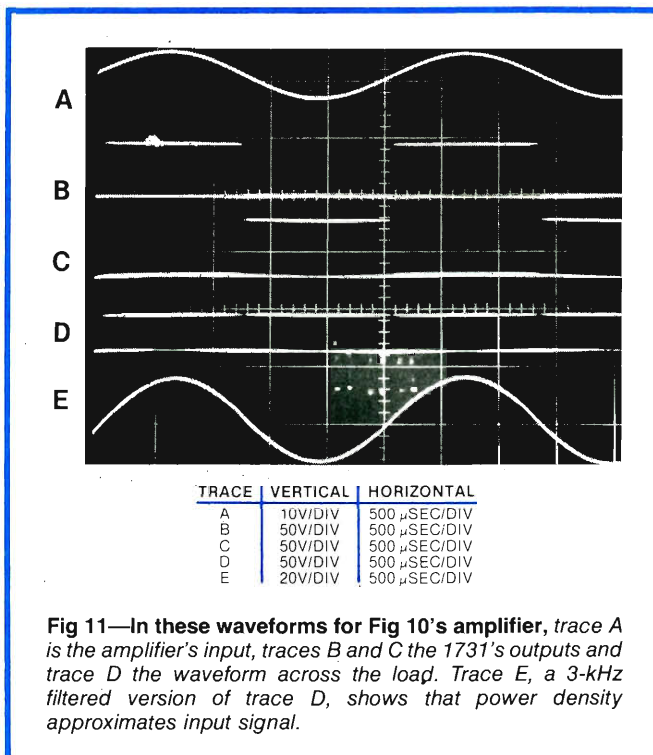 A
B
C
D
E
TRACE VERTICAL HORIZONTAL
A 10V/DIV 500 µSEC/DIV
B 50V/DIV 500 µSEC/DIV
C 50V/DIV 500 µSEC/DIV
D 50V/DIV 500 µSEC/DIV
E 20V/DIV 500 µSEC/DIV
Fig 11—In these waveforms for Fig 10's amplifier, trace A
is the amplifier's input, traces B and C the 1731's outputs and
trace D the waveform across the load. Trace E, a 3-kHz
filtered version of trace D, shows that power density
approximates input signal.